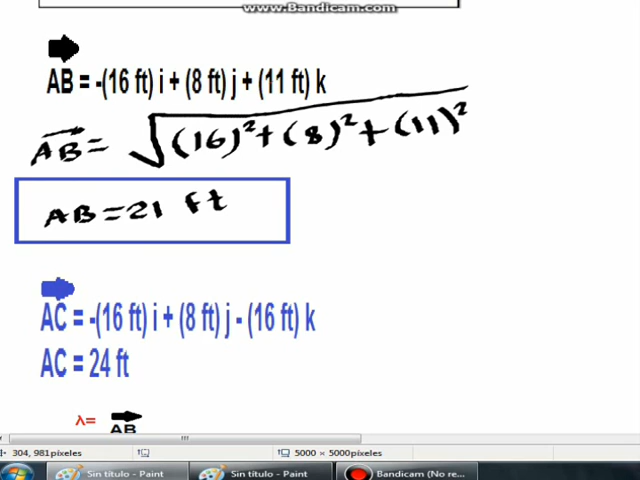 www.Bandicam.com
AB = -(16 ft) i + (8 ft) j + (11 ft) k
AB = √(16)² + (8)² + (11)²
AB = 21 ft
AC = -(16 ft) i + (8 ft) j - (16 ft) k
AC = 24 ft
λ= AB
304, 981píxeles 5000 × 5000píxeles
Sin título - Paint Sin título - Paint Bandicam (No re...